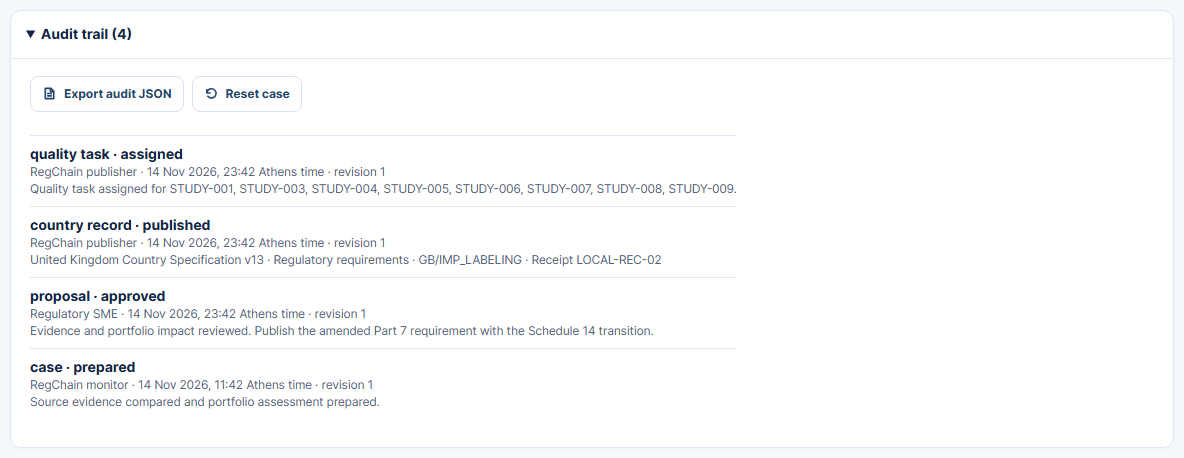 ▼ Audit trail (4)
Export audit JSON
Reset case
quality task · assigned
RegChain publisher · 14 Nov 2026, 23:42 Athens time · revision 1
Quality task assigned for STUDY-001, STUDY-003, STUDY-004, STUDY-005, STUDY-006, STUDY-007, STUDY-008, STUDY-009.
country record · published
RegChain publisher · 14 Nov 2026, 23:42 Athens time · revision 1
United Kingdom Country Specification v13 · Regulatory requirements · GB/IMP_LABELING · Receipt LOCAL-REC-02
proposal · approved
Regulatory SME · 14 Nov 2026, 23:42 Athens time · revision 1
Evidence and portfolio impact reviewed. Publish the amended Part 7 requirement with the Schedule 14 transition.
case · prepared
RegChain monitor · 14 Nov 2026, 11:42 Athens time · revision 1
Source evidence compared and portfolio assessment prepared.